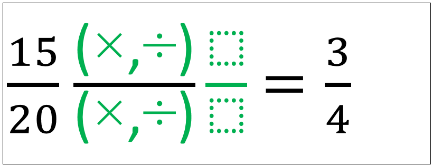 15/20 (×,÷)/(×,÷) ⬚/⬚ = 3/4